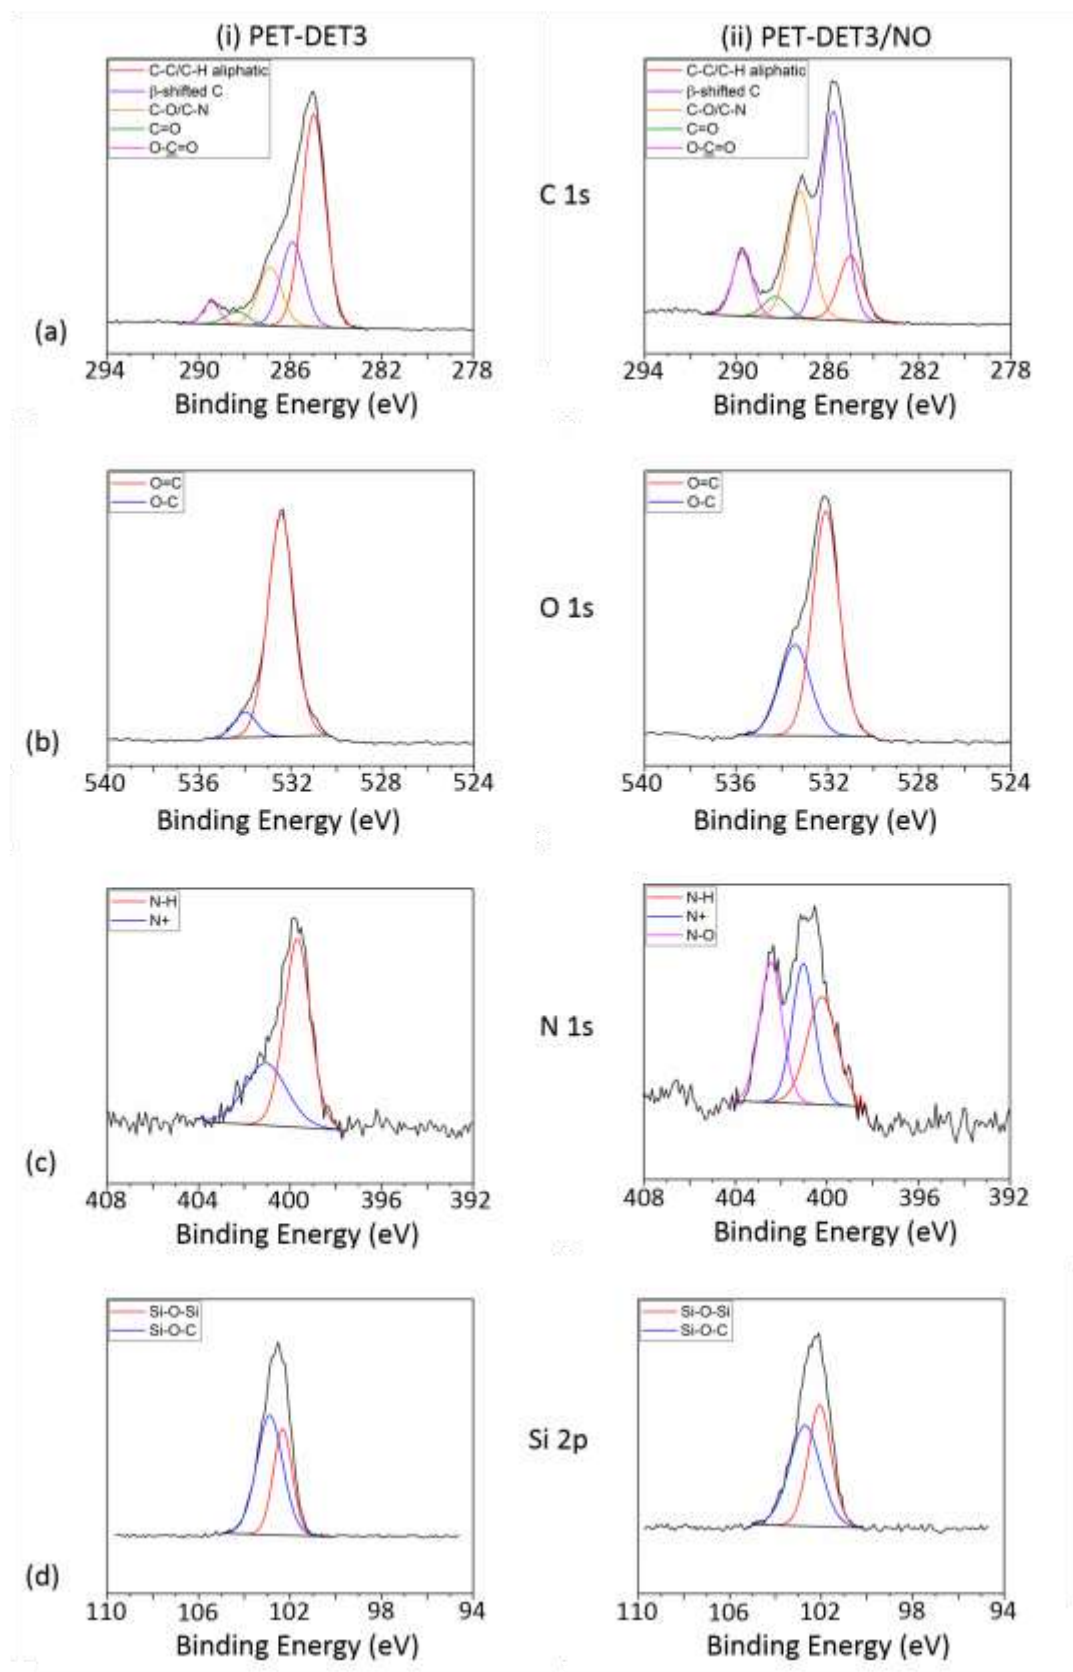 (i) PET-DET3
(ii) PET-DET3/NO
C-C/C-H aliphatic
β-shifted C
C-O/C-N
C=O
O-C=O
C-C/C-H aliphatic
β-shifted C
C-O/C-N
C=O
O-C=O
C 1s
(a)
294 290 286 282 278
294 290 286 282 278
Binding Energy (eV)
Binding Energy (eV)
O=C
O-C
O=C
O-C
O 1s
(b)
540 536 532 528 524
540 536 532 528 524
Binding Energy (eV)
Binding Energy (eV)
N-H
N+
N-H
N+
N-O
N 1s
(c)
408 404 400 396 392
408 404 400 396 392
Binding Energy (eV)
Binding Energy (eV)
Si-O-Si
Si-O-C
Si-O-Si
Si-O-C
Si 2p
(d)
110 106 102 98 94
110 106 102 98 94
Binding Energy (eV)
Binding Energy (eV)